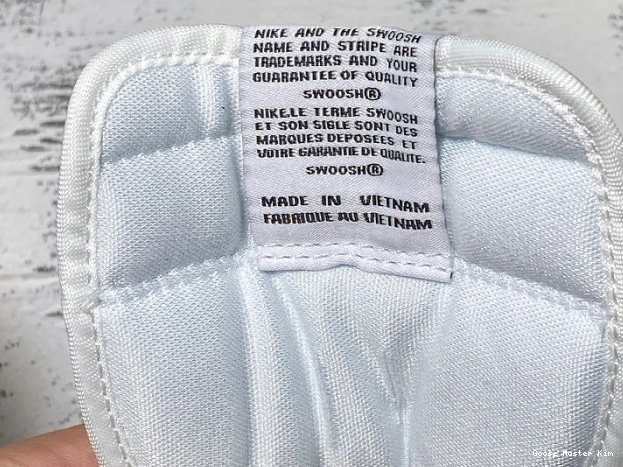 NIKE AND THE SWOOSH
NAME AND STRIPE ARE
TRADEMARKS AND YOUR
GUARANTEE OF QUALITY
SWOOSH®
NIKE.LE TERME SWOOSH
ET SON SIGLE SONT DES
MARQUES DEPOSEES ET
VOTRE GARANTIE DE QUALITE.
SWOOSH®
MADE IN VIETNAM
FABRIQUE AU VIETNAM
Goose Master Kim